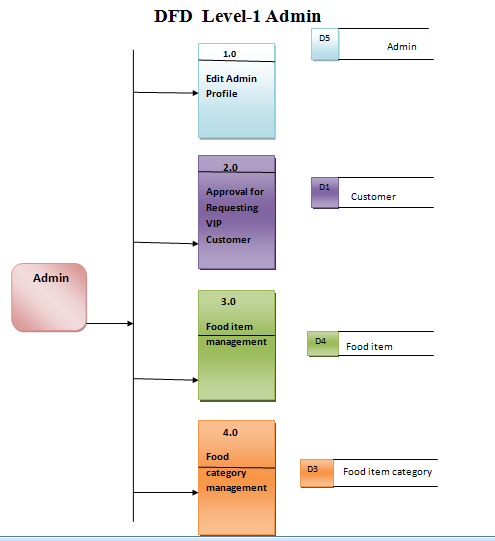 DFD Level-1 Admin
1.0
Edit Admin
Profile
D5
Admin
2.0
Approval for
Requesting
VIP
Customer
D1
Customer
Admin
3.0
Food item
management
D4
Food item
4.0
Food
category
management
D3
Food item category